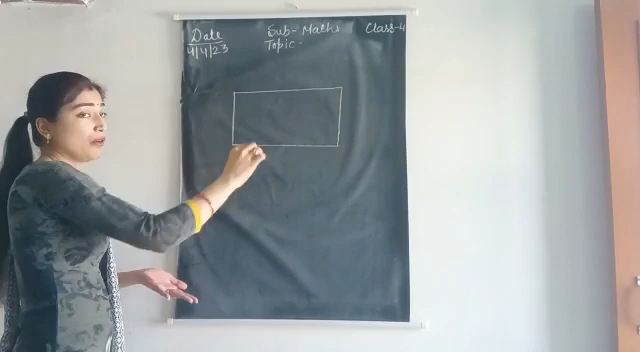 Date Sub- Maths Class-4
4/4/23 Topic-